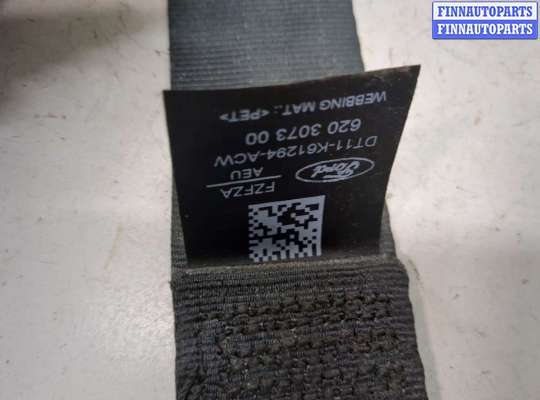 FINNAUTOPARTS
FINNAUTOPARTS
FZFZA
AEU
Ford
DT11-K61294-ACW
620 3073 00
WEBBING MAT.: <PET>